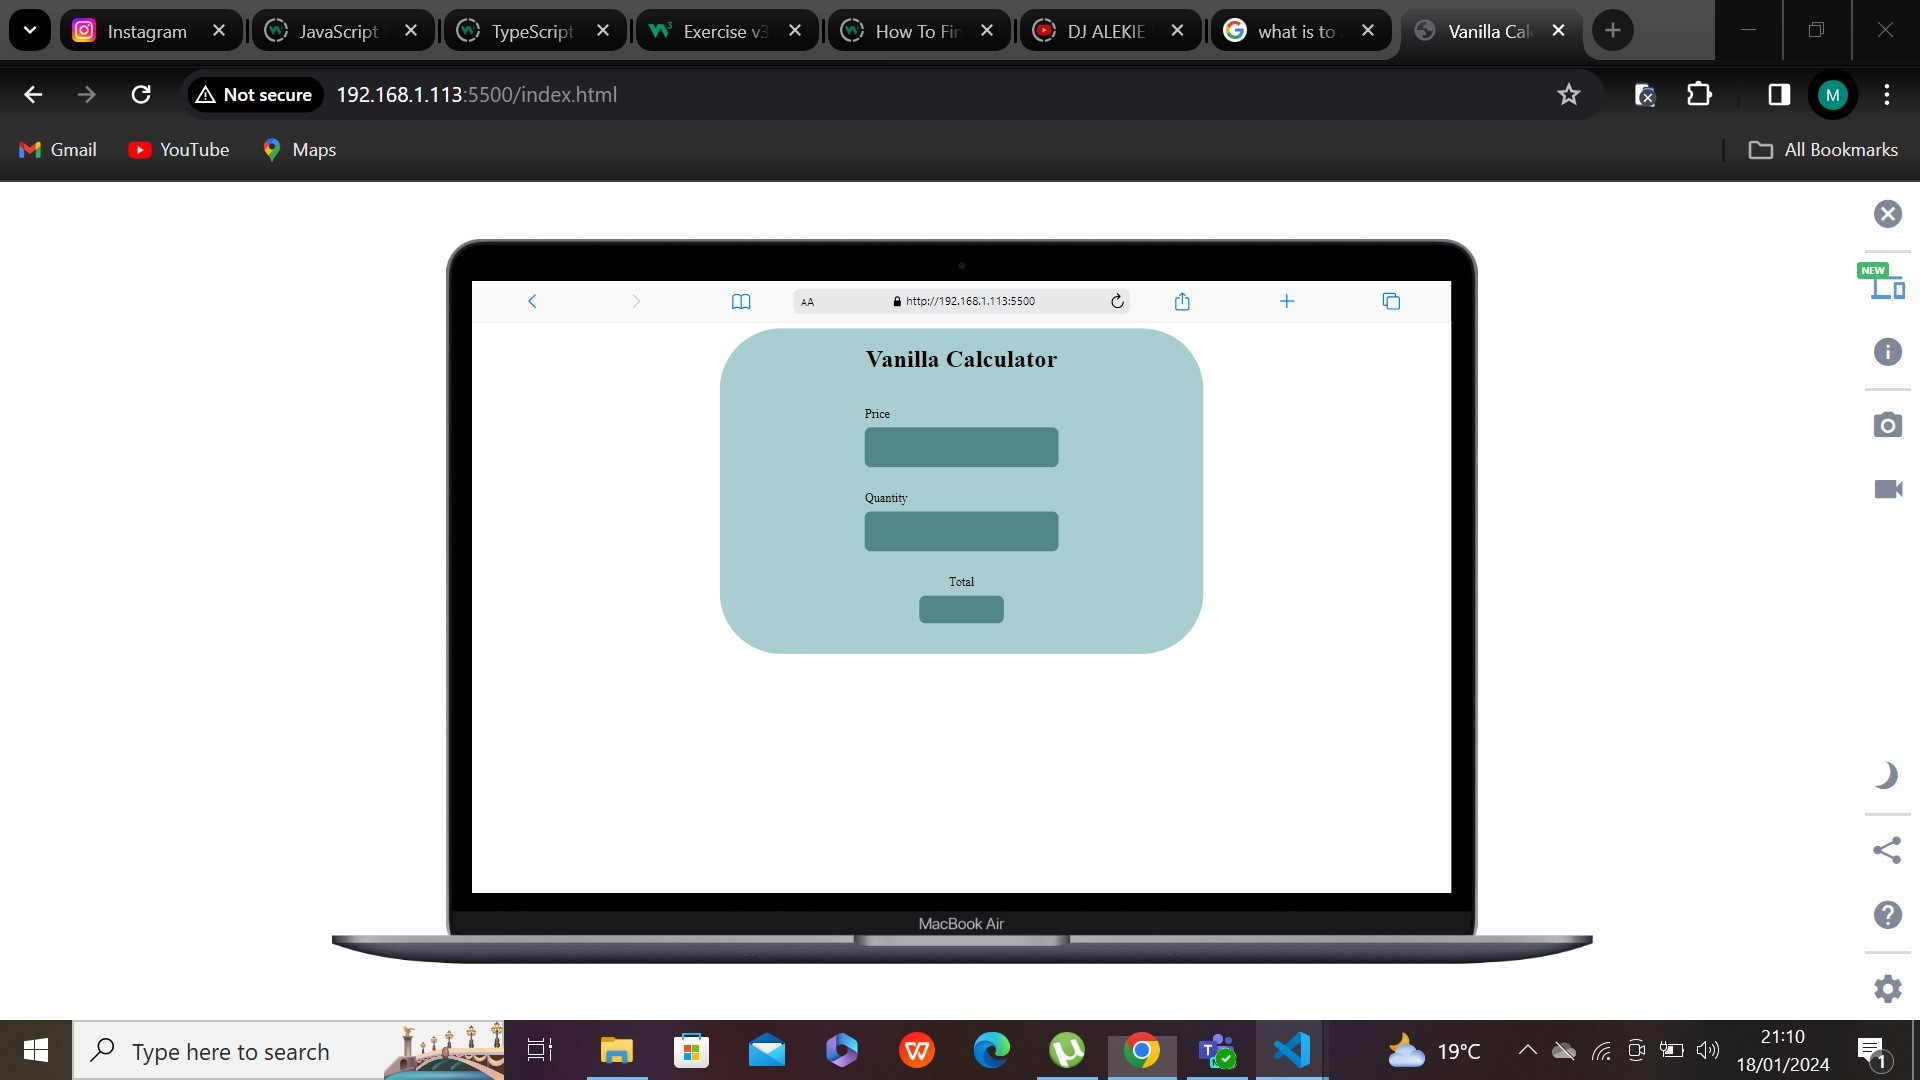 Instagram
JavaScript
TypeScript
Exercise v3
How To Fin
DJ ALEKIE
what is to
Vanilla Cal
Not secure
192.168.1.113:5500/index.html
M
Gmail
YouTube
Maps
All Bookmarks
NEW
AA
http://192.168.1.113:5500
Vanilla Calculator
Price
Quantity
Total
MacBook Air
Type here to search
19°C
21:10
18/01/2024
1